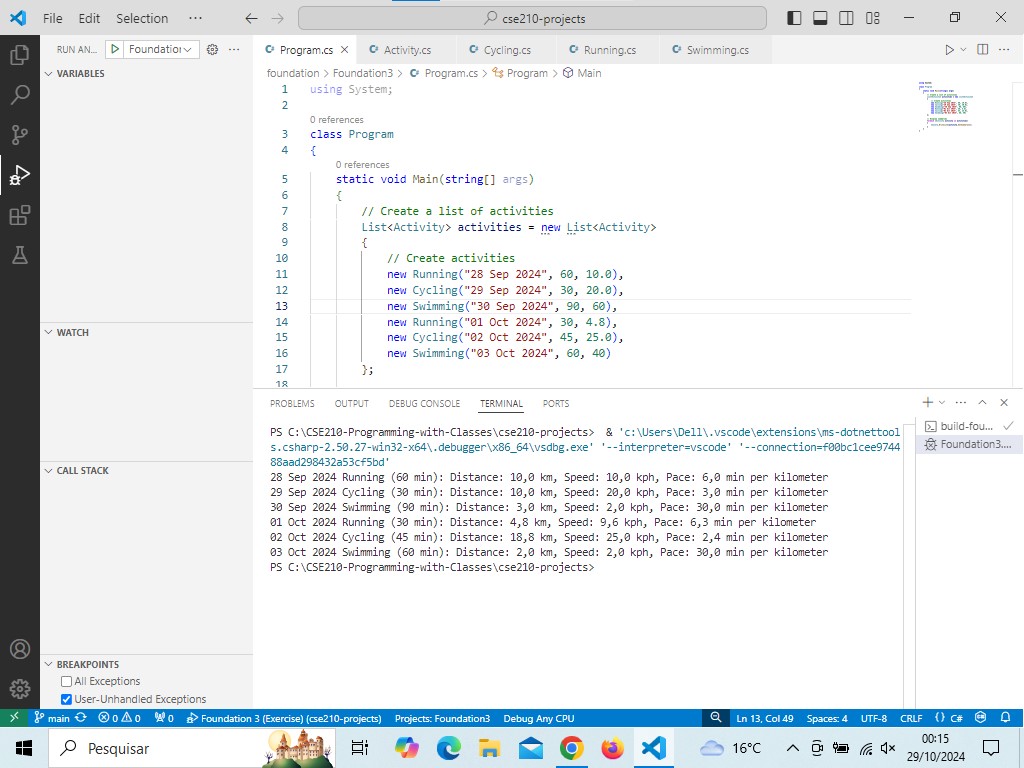 File Edit Selection ··· cse210-projects
RUN AN... Foundation ···
Program.cs Activity.cs Cycling.cs Running.cs Swimming.cs
VARIABLES
WATCH
CALL STACK
BREAKPOINTS
All Exceptions
User-Unhandled Exceptions
foundation > Foundation3 > Program.cs > Program > Main
1 using System;
2
0 references
3 class Program
4 {
0 references
5 static void Main(string[] args)
6 {
7 // Create a list of activities
8 List<Activity> activities = new List<Activity>
9 {
10 // Create activities
11 new Running("28 Sep 2024", 60, 10.0),
12 new Cycling("29 Sep 2024", 30, 20.0),
13 new Swimming("30 Sep 2024", 90, 60),
14 new Running("01 Oct 2024", 30, 4.8),
15 new Cycling("02 Oct 2024", 45, 25.0),
16 new Swimming("03 Oct 2024", 60, 40)
17 };
18
PROBLEMS OUTPUT DEBUG CONSOLE TERMINAL PORTS
PS C:\CSE210-Programming-with-Classes\cse210-projects> & 'c:\Users\Dell\.vscode\extensions\ms-dotnettool
s.csharp-2.50.27-win32-x64\.debugger\x86_64\vsdbg.exe' '--interpreter=vscode' '--connection=f00bc1cee9744
88aad298432a53cf5bd'
28 Sep 2024 Running (60 min): Distance: 10,0 km, Speed: 10,0 kph, Pace: 6,0 min per kilometer
29 Sep 2024 Cycling (30 min): Distance: 10,0 km, Speed: 20,0 kph, Pace: 3,0 min per kilometer
30 Sep 2024 Swimming (90 min): Distance: 3,0 km, Speed: 2,0 kph, Pace: 30,0 min per kilometer
01 Oct 2024 Running (30 min): Distance: 4,8 km, Speed: 9,6 kph, Pace: 6,3 min per kilometer
02 Oct 2024 Cycling (45 min): Distance: 18,8 km, Speed: 25,0 kph, Pace: 2,4 min per kilometer
03 Oct 2024 Swimming (60 min): Distance: 2,0 km, Speed: 2,0 kph, Pace: 30,0 min per kilometer
PS C:\CSE210-Programming-with-Classes\cse210-projects>
build-fou...
Foundation3....
main 0 0 0 Foundation 3 (Exercise) (cse210-projects) Projects: Foundation3 Debug Any CPU Ln 13, Col 49 Spaces: 4 UTF-8 CRLF {} C#
Pesquisar
16°C
00:15
29/10/2024